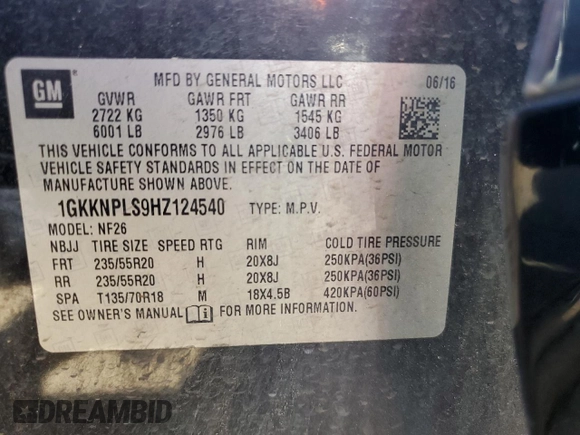 GM
MFD BY GENERAL MOTORS LLC 06/16
GVWR GAWR FRT GAWR RR
2722 KG 1350 KG 1545 KG
6001 LB 2976 LB 3406 LB
THIS VEHICLE CONFORMS TO ALL APPLICABLE U.S. FEDERAL MOTOR
VEHICLE SAFETY STANDARDS IN EFFECT ON THE DATE OF
MANUFACTURE SHOWN ABOVE.
1GKKNPLS9HZ124540 TYPE: M.P.V.
MODEL: NF26
NBJJ TIRE SIZE SPEED RTG RIM COLD TIRE PRESSURE
FRT 235/55R20 H 20X8J 250KPA(36PSI)
RR 235/55R20 H 20X8J 250KPA(36PSI)
SPA T135/70R18 M 18X4.5B 420KPA(60PSI)
SEE OWNER'S MANUAL FOR MORE INFORMATION.
DREAMBID